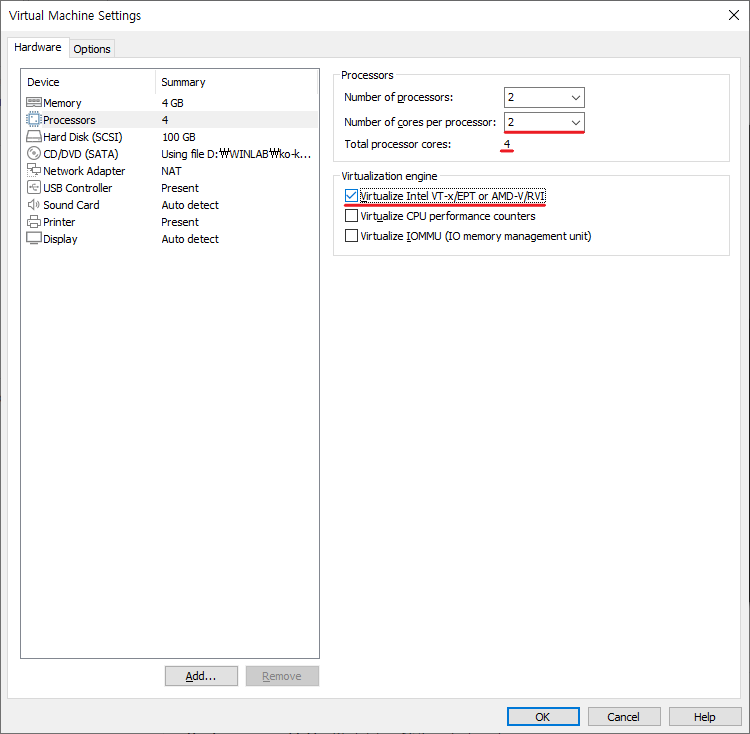 Virtual Machine Settings
Hardware Options
Device Summary
Memory 4 GB
Processors 4
Hard Disk (SCSI) 100 GB
CD/DVD (SATA) Using file D:₩WINLAB₩ko-k...
Network Adapter NAT
USB Controller Present
Sound Card Auto detect
Printer Present
Display Auto detect
Add... Remove
Processors
Number of processors: 2
Number of cores per processor: 2
Total processor cores: 4
Virtualization engine
Virtualize Intel VT-x/EPT or AMD-V/RVI
Virtualize CPU performance counters
Virtualize IOMMU (IO memory management unit)
OK Cancel Help